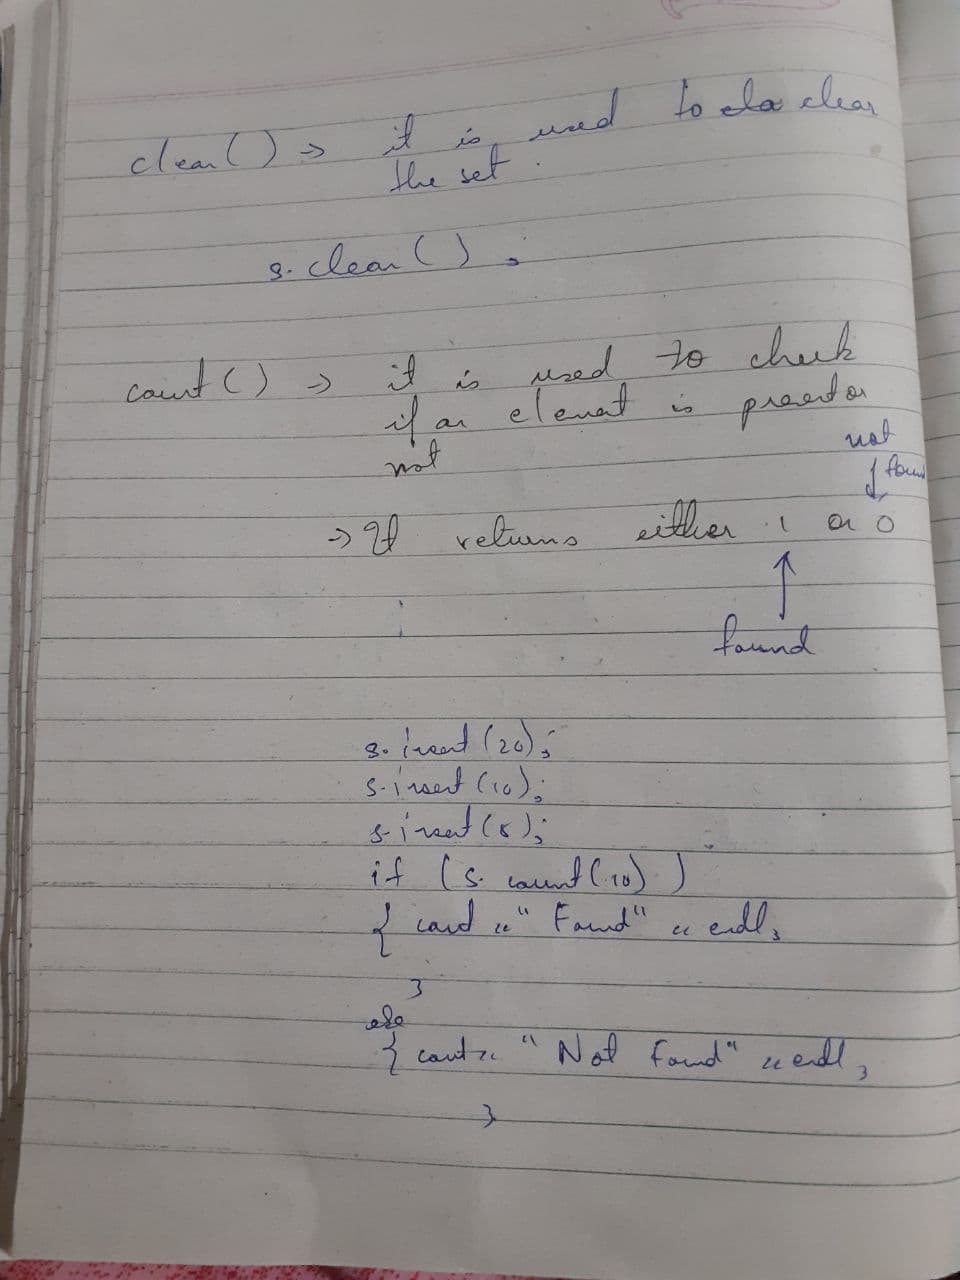 clear() → it is used to clear
the set.
s.clear();
count() → it is used to check
if an element is present or
not
not
found
→ It returns either 1 or 0
found
s.insert(20);
s.insert(10);
s.insert(5);
if (s.count(10))
{ cout << "Found" << endl;
}
else
{ cout << "Not Found" << endl;
}